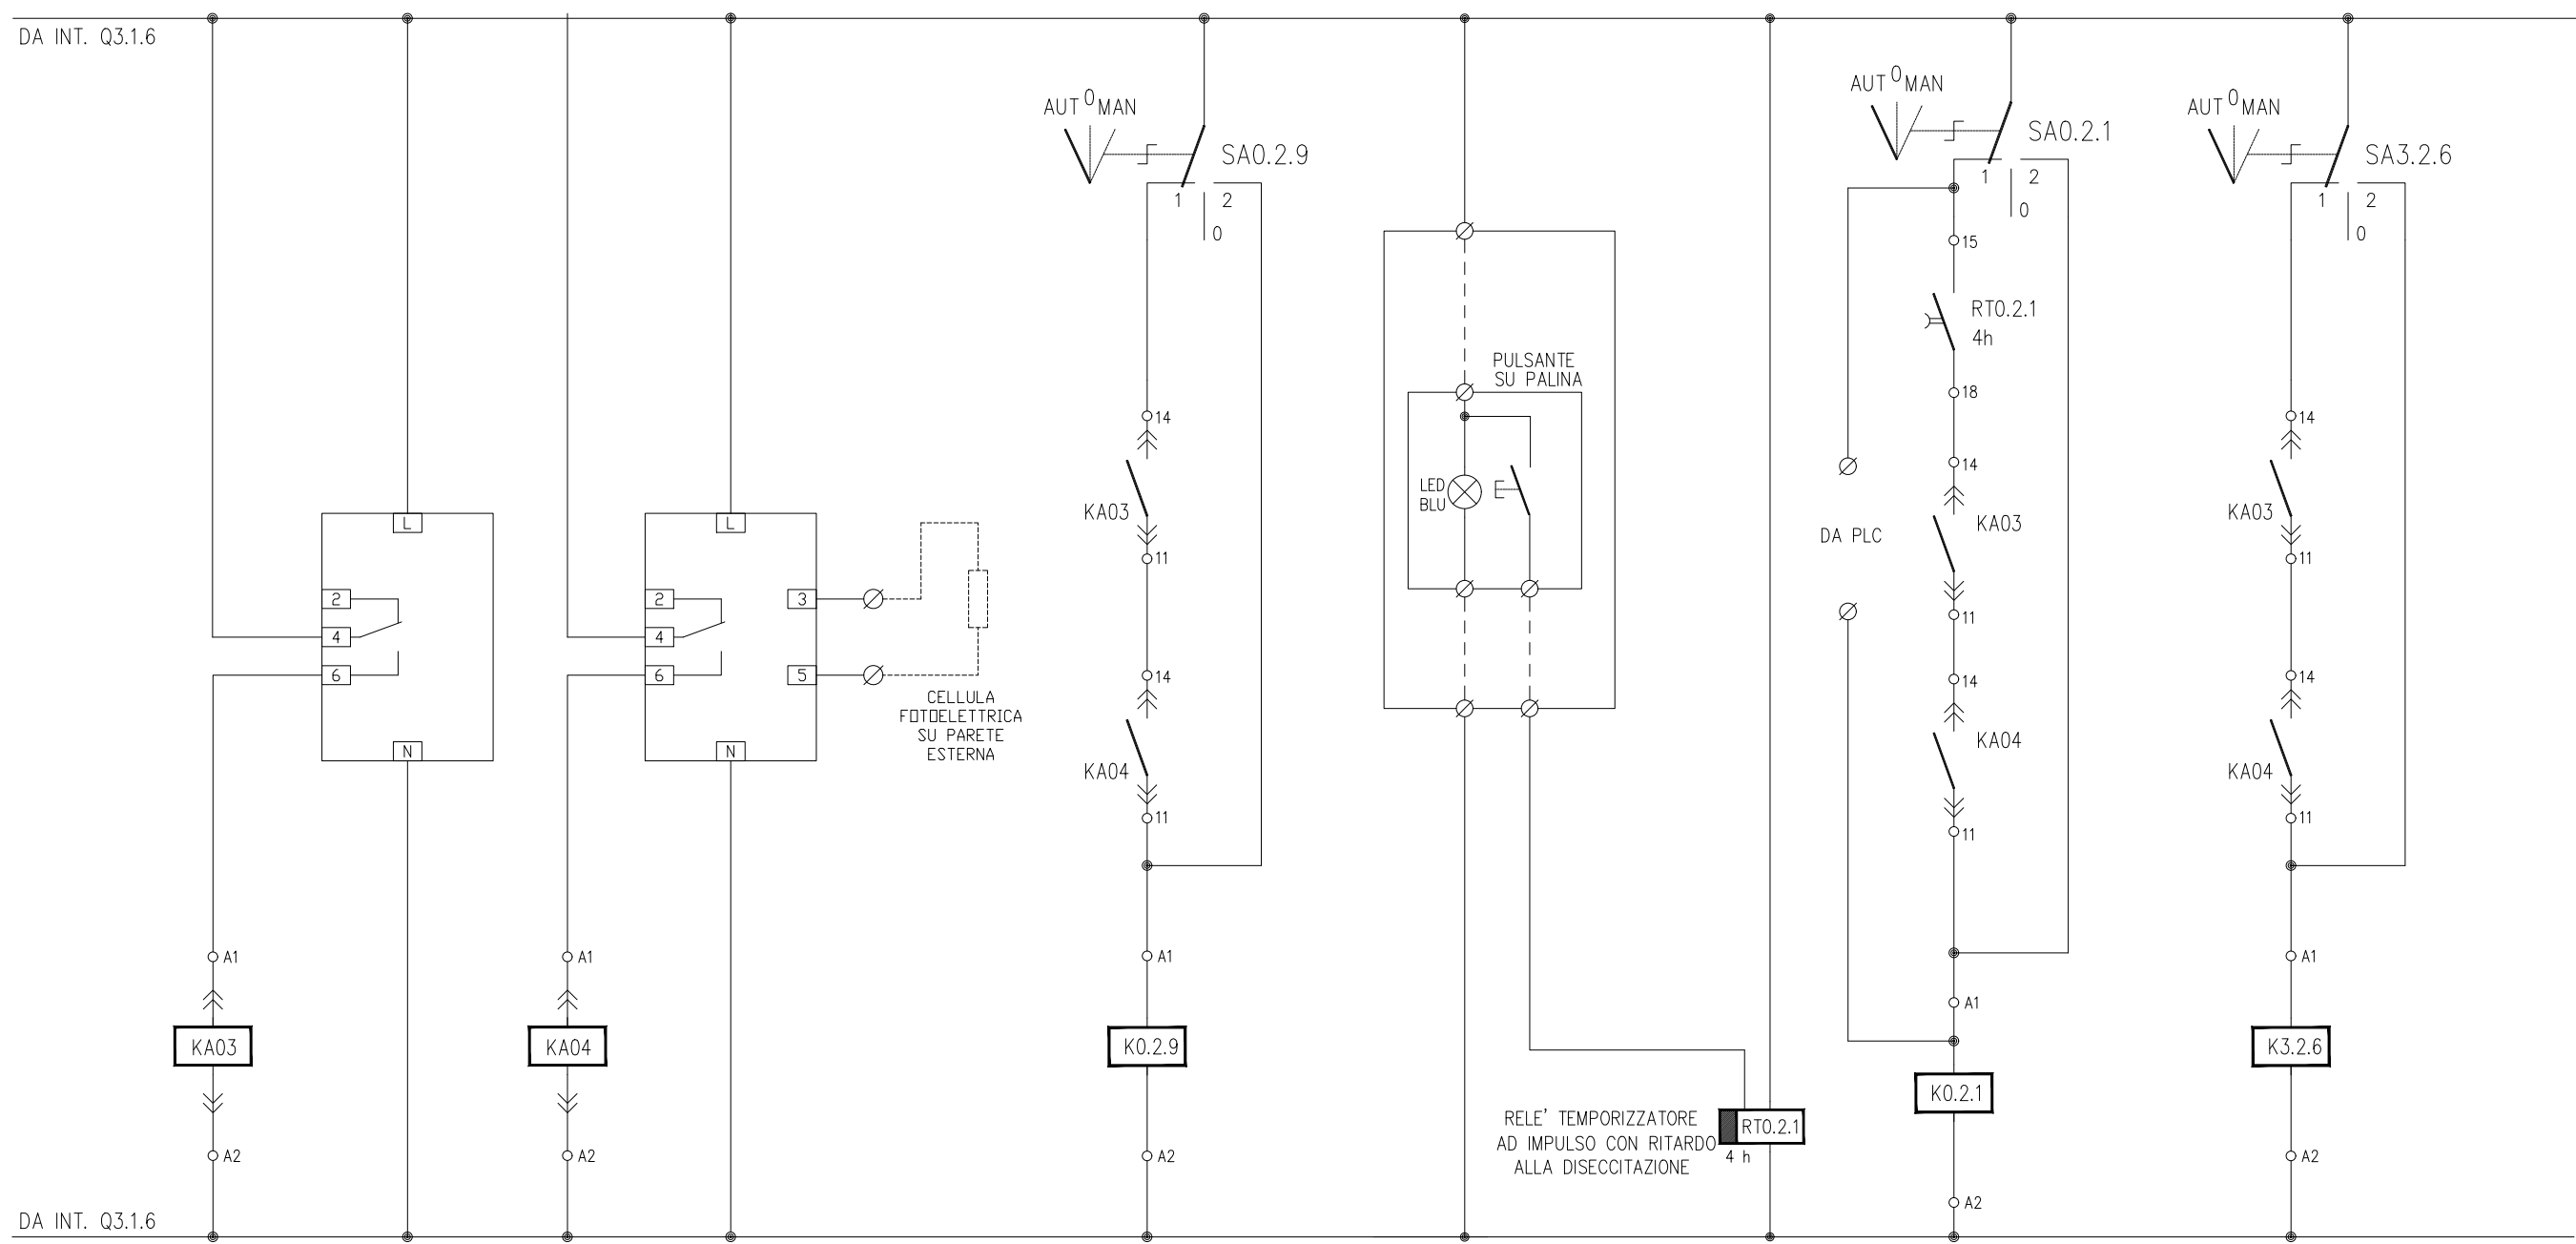 DA INT. Q3.1.6
L
2
4
6
N
A1
KA03
A2
L
2
4
6
3
5
N
CELLULA
FOTOELETTRICA
SU PARETE
ESTERNA
A1
KA04
A2
AUT 0 MAN
SA0.2.9
1 2
0
14
KA03
11
14
KA04
11
A1
K0.2.9
A2
PULSANTE
SU PALINA
LED
BLU
RELE' TEMPORIZZATORE
AD IMPULSO CON RITARDO
ALLA DISECCITAZIONE
RT0.2.1
4 h
AUT 0 MAN
SA0.2.1
1 2
0
15
RT0.2.1
4h
18
14
KA03
DA PLC
11
14
KA04
11
A1
K0.2.1
A2
AUT 0 MAN
SA3.2.6
1 2
0
14
KA03
11
14
KA04
11
A1
K3.2.6
A2
DA INT. Q3.1.6